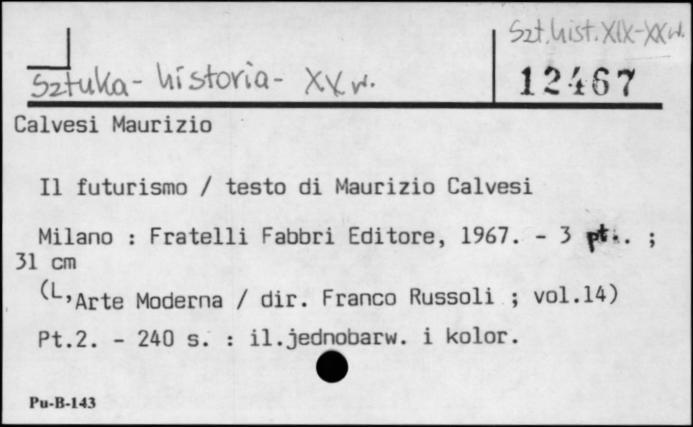 Szt. hist. XIX-XX w.
Sztuka - historia - XX w.
12467
Calvesi Maurizio
Il futurismo / testo di Maurizio Calvesi
Milano : Fratelli Fabbri Editore, 1967. - 3 pt.. ;
31 cm
(L,Arte Moderna / dir. Franco Russoli ; vol.14)
Pt.2. - 240 s. : il.jednobarw. i kolor.
Pu-B-143